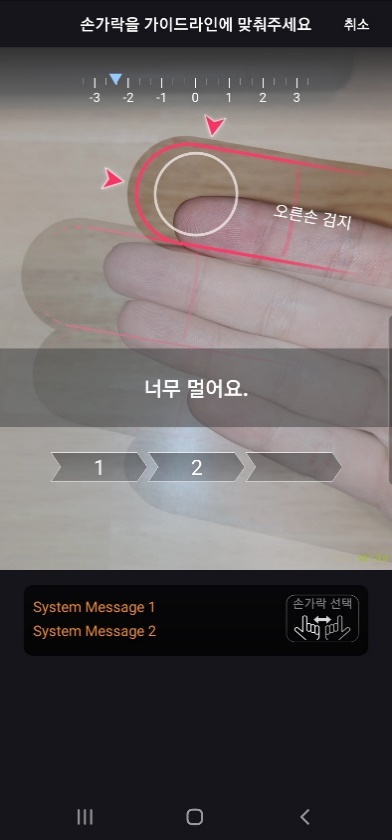 손가락을 가이드라인에 맞춰주세요 취소
-3 -2 -1 0 1 2 3
오른손 검지
너무 멀어요.
1 2
System Message 1
손가락 선택
System Message 2